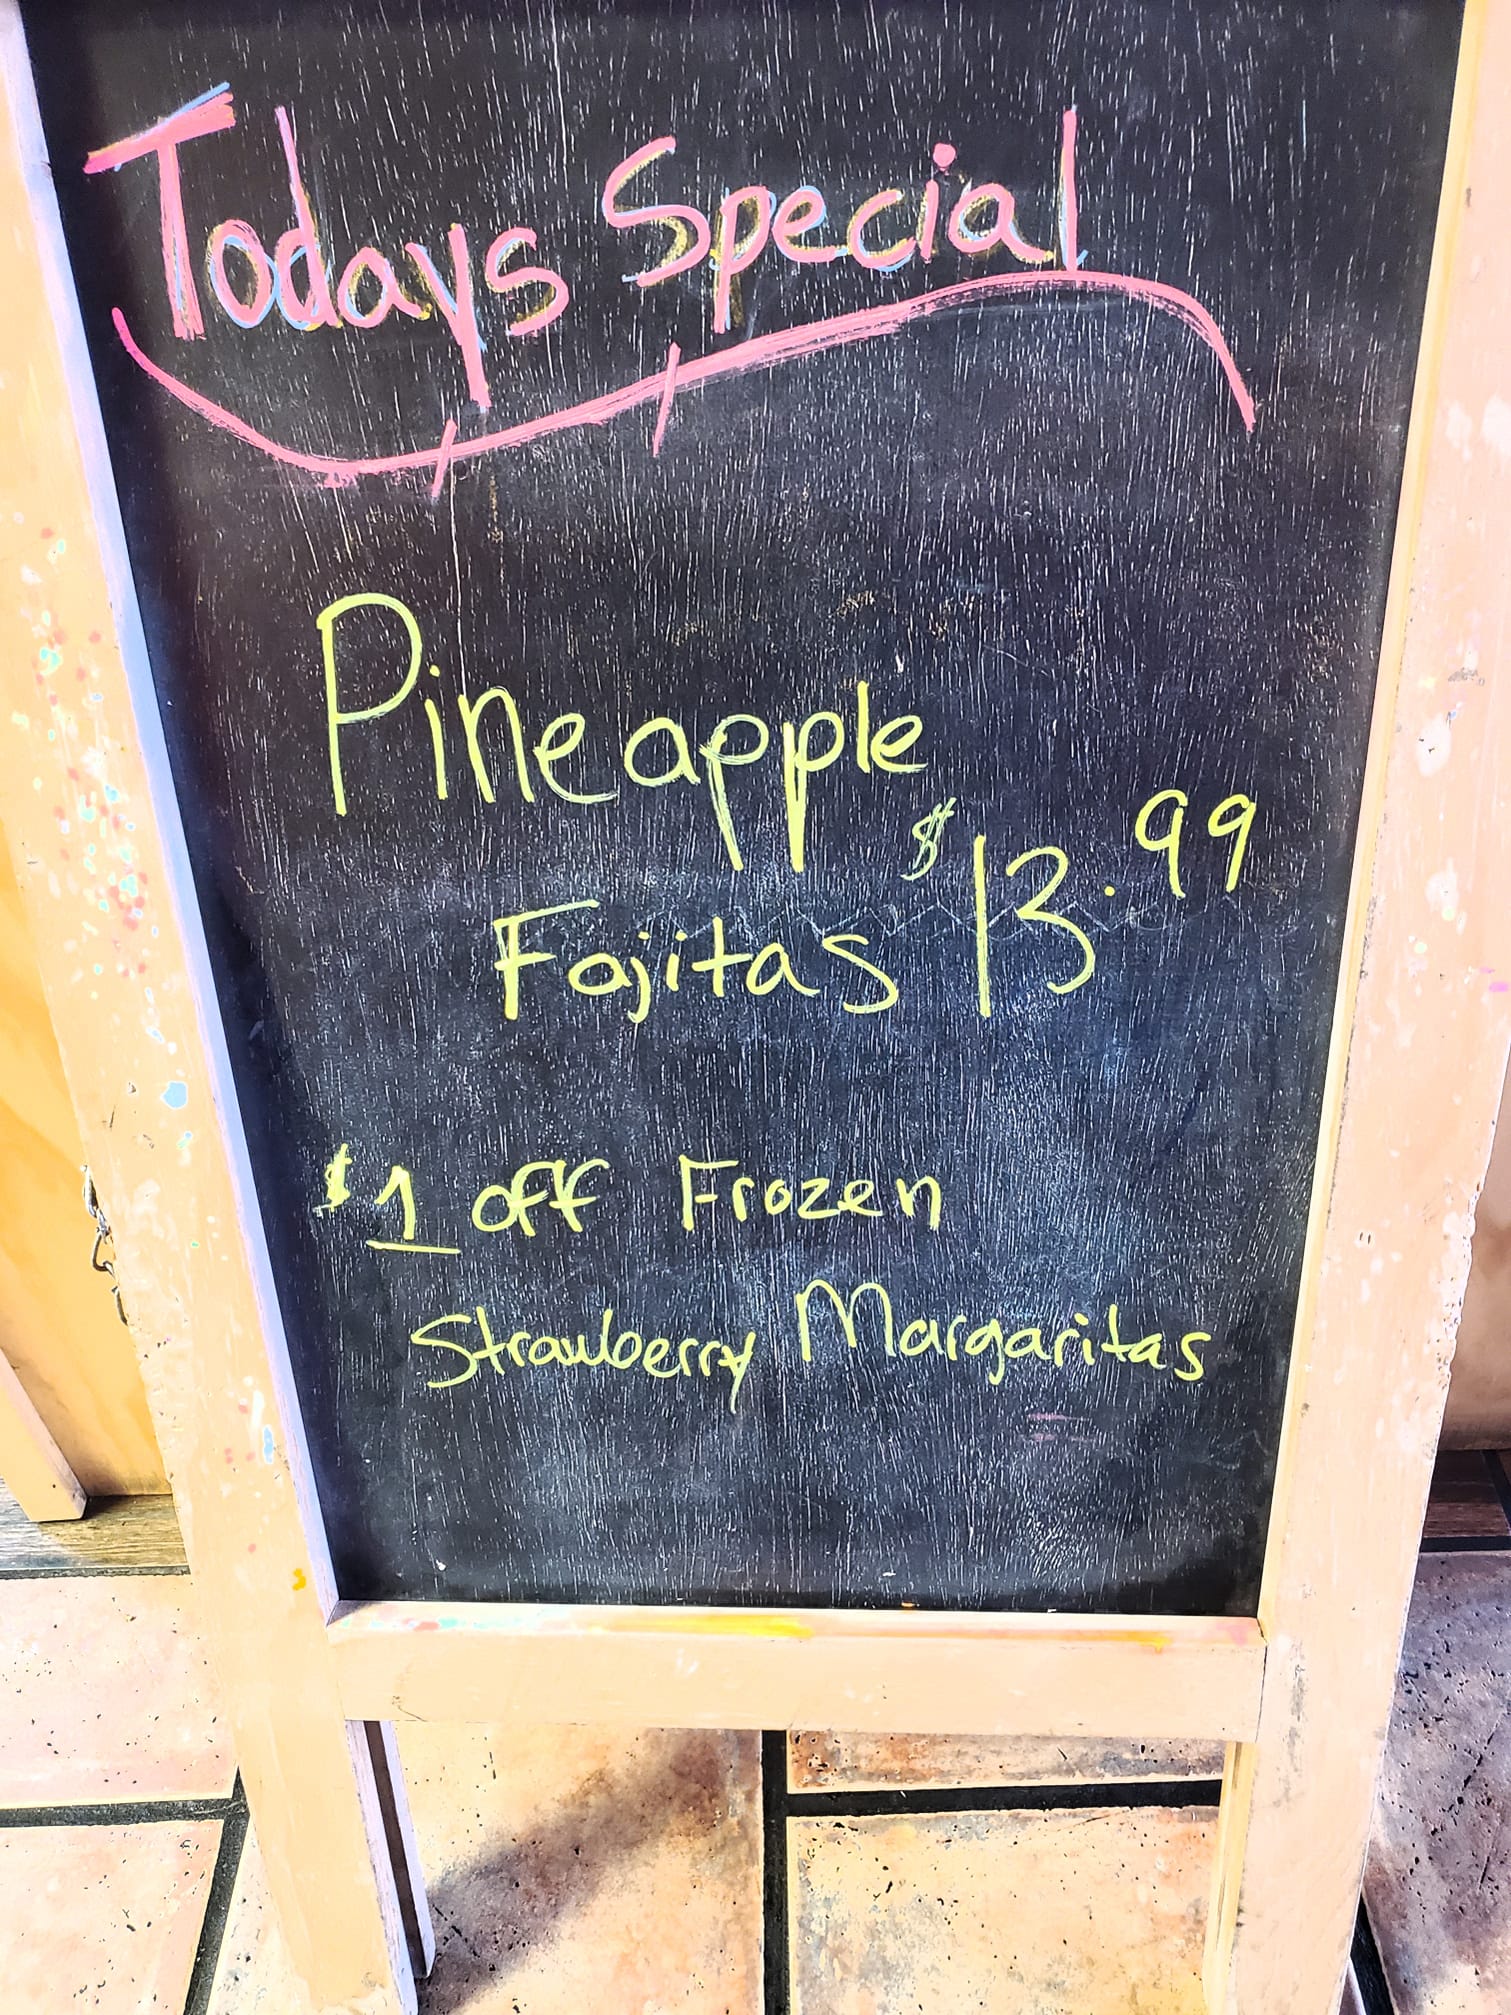 Todays Special
Pineapple
Fajitas $13.99
$1 off Frozen
Strawberry Margaritas